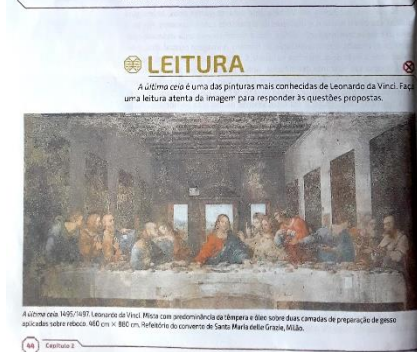 LEITURA
A última ceia é uma das pinturas mais conhecidas de Leonardo da Vinci. Faça
uma leitura atenta da imagem para responder às questões propostas.
A última ceia. 1495/1497. Leonardo da Vinci. Mista com predominância da têmpera e óleo sobre duas camadas de preparação de gesso
aplicadas sobre reboco. 460 cm × 880 cm. Refeitório do convento de Santa Maria delle Grazie, Milão.
44 Capítulo 2